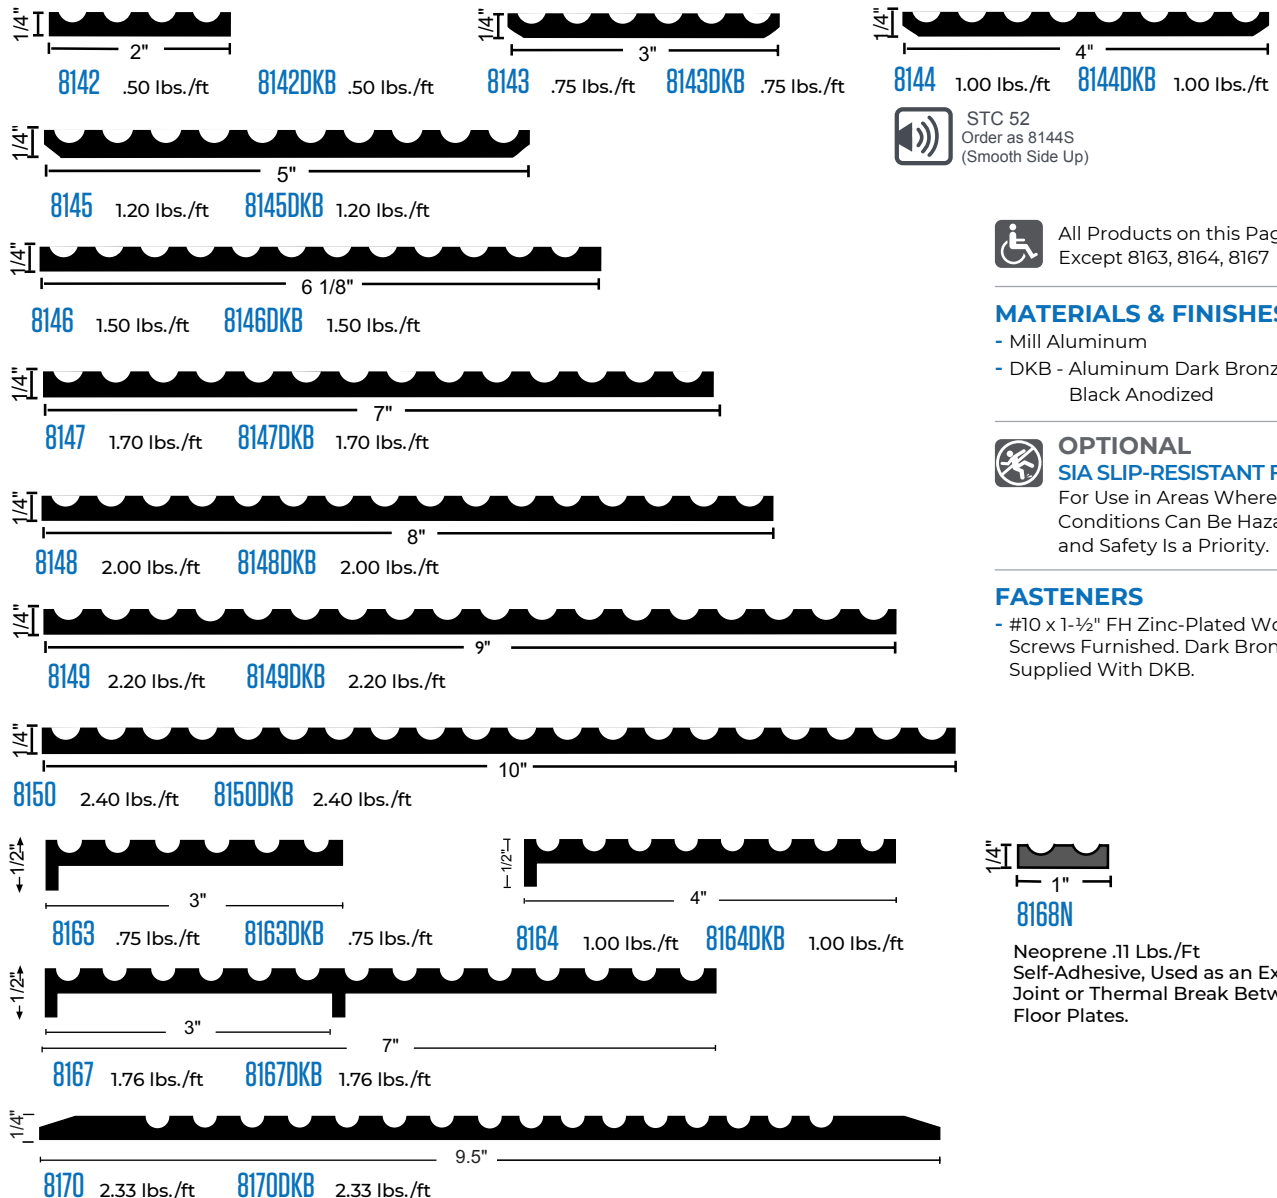 1/4"
2"
8142 .50 lbs./ft 8142DKB .50 lbs./ft
1/4"
3"
8143 .75 lbs./ft 8143DKB .75 lbs./ft
1/4"
4"
8144 1.00 lbs./ft 8144DKB 1.00 lbs./ft
STC 52
Order as 8144S
(Smooth Side Up)
1/4"
5"
8145 1.20 lbs./ft 8145DKB 1.20 lbs./ft
1/4"
6 1/8"
8146 1.50 lbs./ft 8146DKB 1.50 lbs./ft
1/4"
7"
8147 1.70 lbs./ft 8147DKB 1.70 lbs./ft
1/4"
8"
8148 2.00 lbs./ft 8148DKB 2.00 lbs./ft
1/4"
9"
8149 2.20 lbs./ft 8149DKB 2.20 lbs./ft
1/4"
10"
8150 2.40 lbs./ft 8150DKB 2.40 lbs./ft
All Products on this
Except 8163, 8164, 8167
MATERIALS & FINISHES
- Mill Aluminum
- DKB - Aluminum Dark
Black Anodized
OPTIONAL
SIA SLIP-RESISTANT
For Use in Areas Where
Conditions Can Be
and Safety Is a Priority.
FASTENERS
- #10 x 1-½" FH Zinc-Plated
Screws Furnished. Dark
Supplied With DKB.
1/2"
3"
8163 .75 lbs./ft 8163DKB .75 lbs./ft
1/2"
4"
8164 1.00 lbs./ft 8164DKB 1.00 lbs./ft
1/4"
1"
8168N
Neoprene .11 Lbs./Ft
Self-Adhesive, Used as an
Joint or Thermal Break
Floor Plates.
1/2"
3"
7"
8167 1.76 lbs./ft 8167DKB 1.76 lbs./ft
1/4"
9.5"
8170 2.33 lbs./ft 8170DKB 2.33 lbs./ft